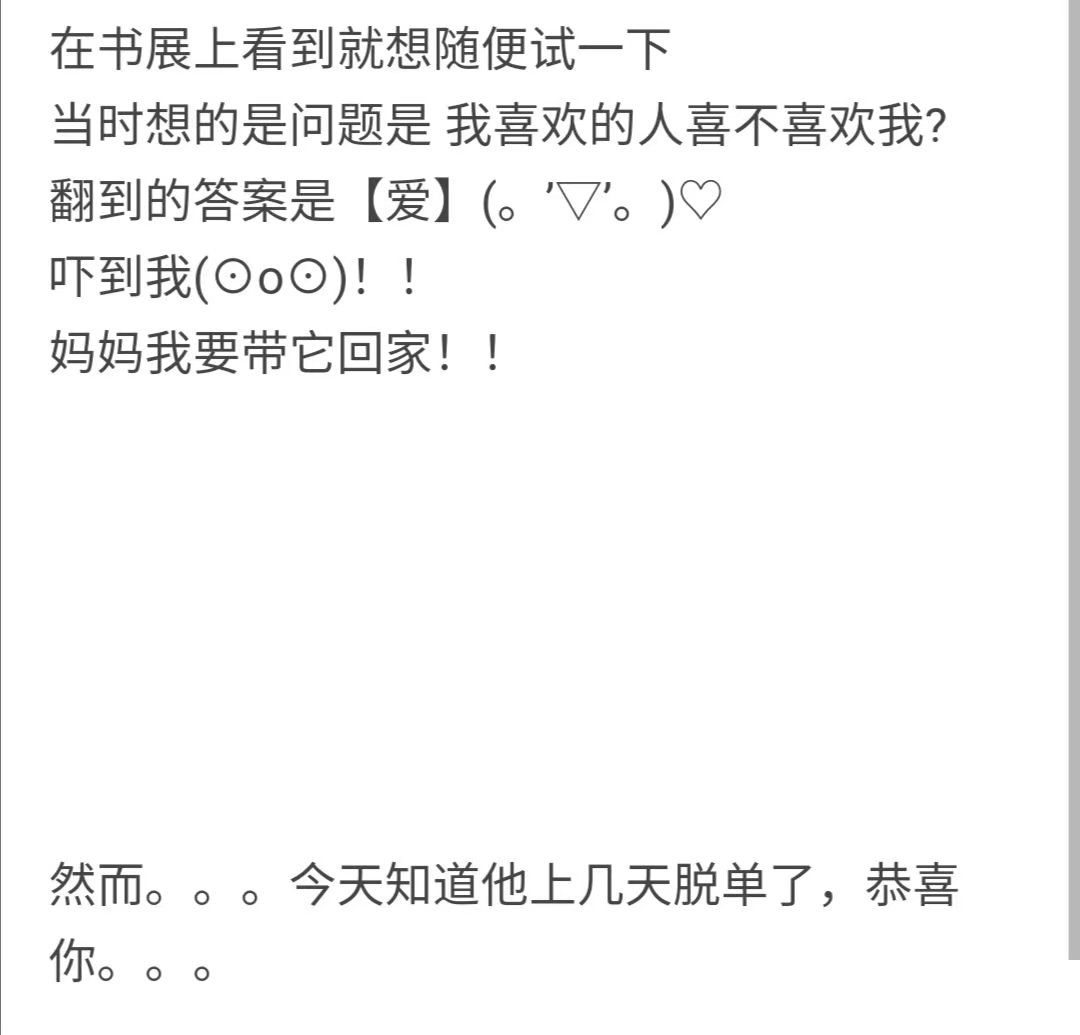 在书展上看到就想随便试一下
当时想的是问题是 我喜欢的人喜不喜欢我?
翻到的答案是【爱】(。'▽'。)♡
吓到我(⊙o⊙)！！
妈妈我要带它回家！！
然而。。。今天知道他上几天脱单了，恭喜
你。。。